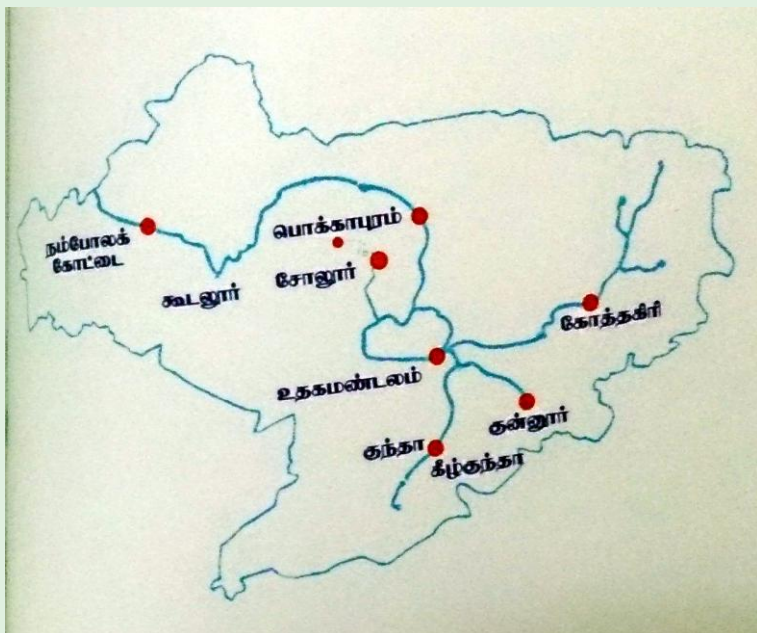 பொக்காபுரம்
நம்போலக்
கோட்டை
சோலூர்
கூடலூர்
கோத்தகிரி
உதகமண்டலம்
குன்னூர்
குந்தா
கீழ்குந்தா